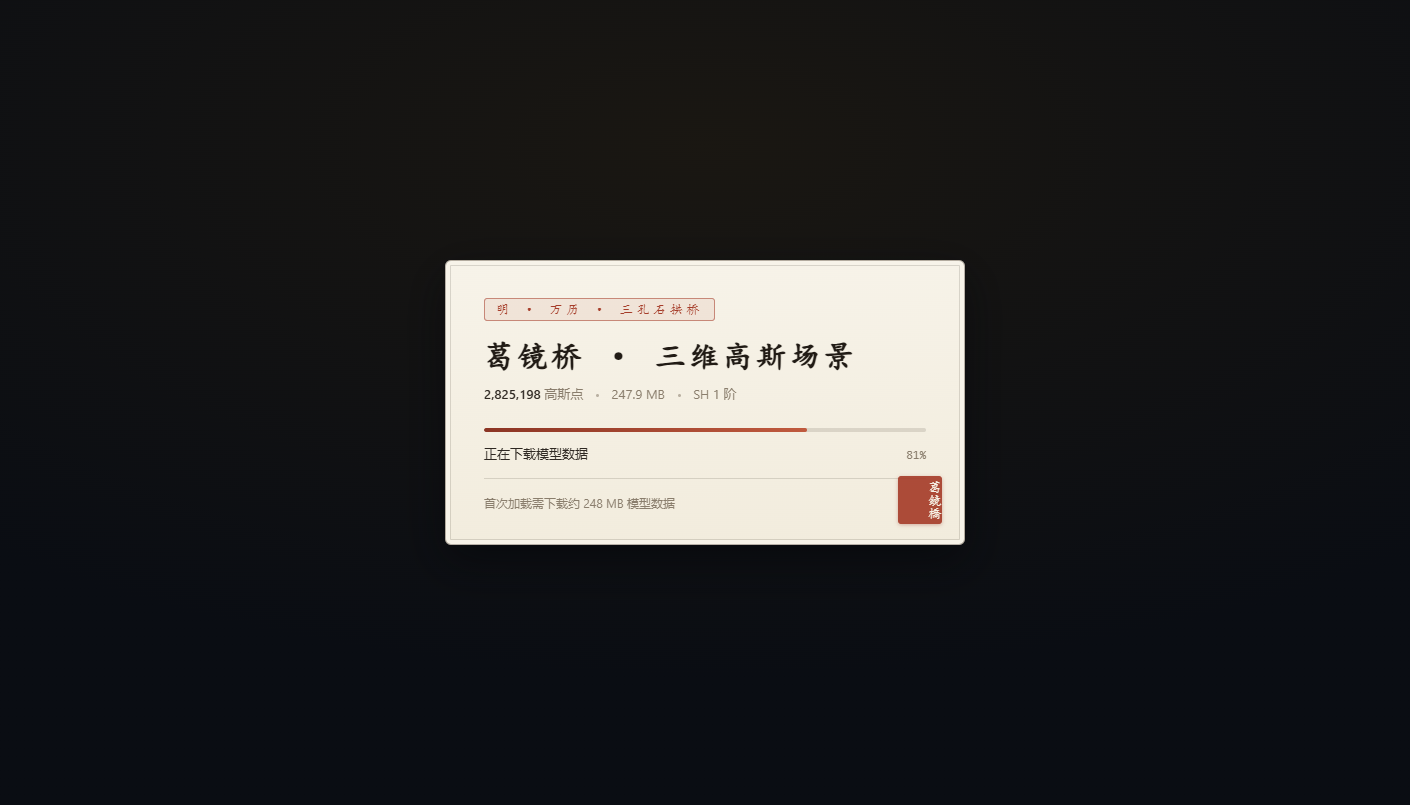 明 · 万历 · 三孔石拱桥
葛镜桥 · 三维高斯场景
2,825,198 高斯点 · 247.9 MB · SH 1 阶
正在下载模型数据 81%
首次加载需下载约 248 MB 模型数据
葛镜橋